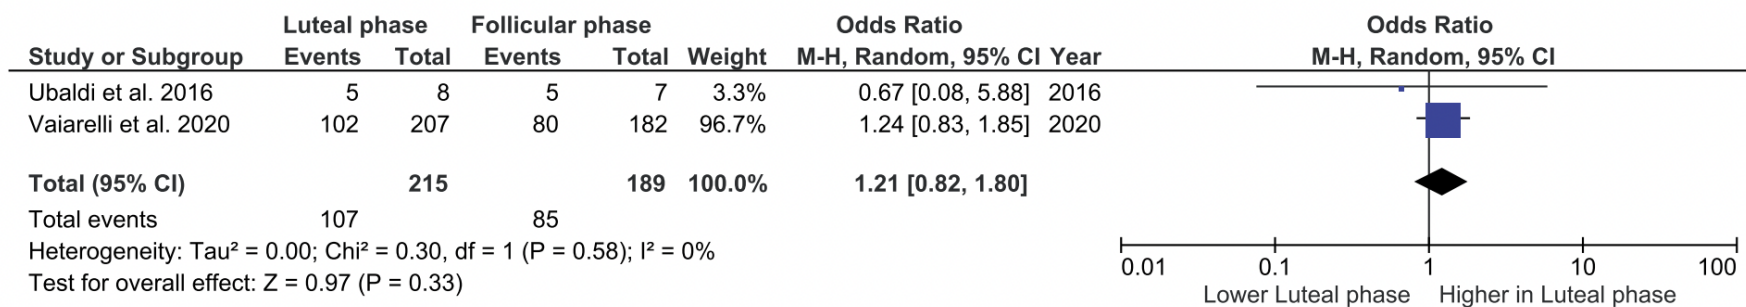 Luteal phase Follicular phase Odds Ratio Odds Ratio
Study or Subgroup Events Total Events Total Weight M-H, Random, 95% CI Year M-H, Random, 95% CI
Ubaldi et al. 2016 5 8 5 7 3.3% 0.67 [0.08, 5.88] 2016
Vaiarelli et al. 2020 102 207 80 182 96.7% 1.24 [0.83, 1.85] 2020
Total (95% CI) 215 189 100.0% 1.21 [0.82, 1.80]
Total events 107 85
Heterogeneity: Tau² = 0.00; Chi² = 0.30, df = 1 (P = 0.58); I² = 0%
Test for overall effect: Z = 0.97 (P = 0.33)
0.01 0.1 1 10 100
Lower Luteal phase Higher in Luteal phase